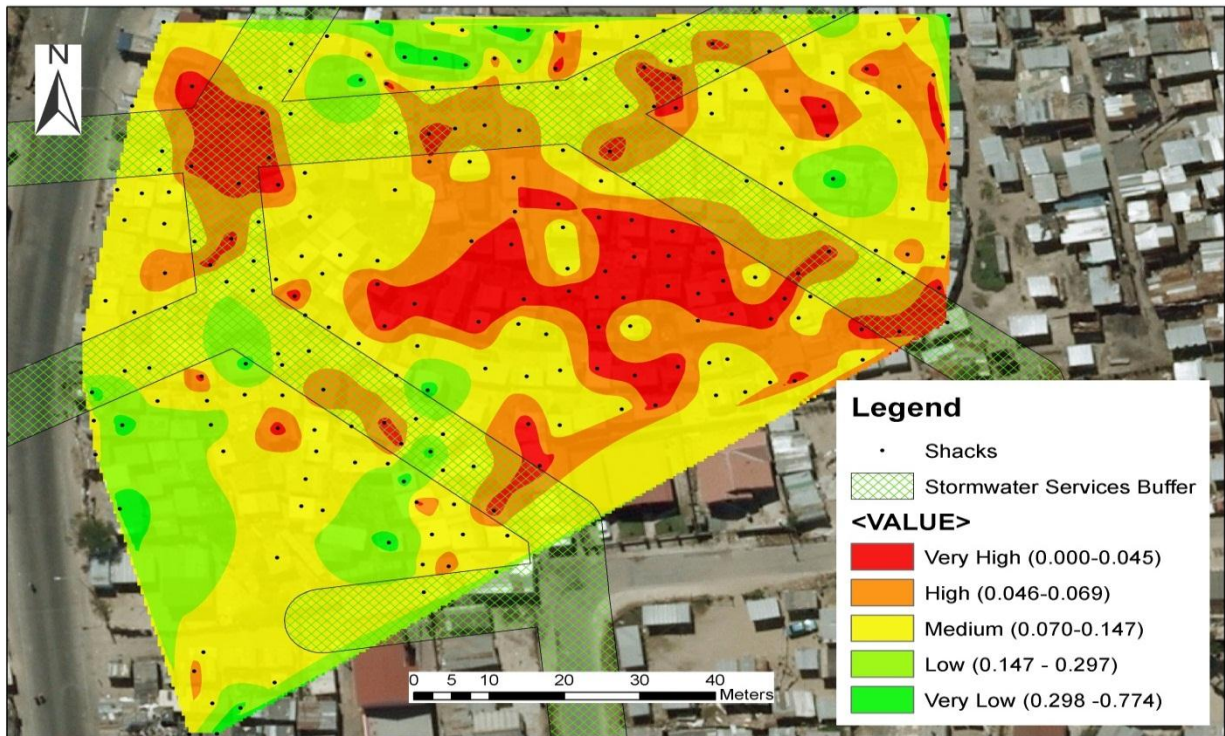 N
Legend
Shacks
Stormwater Services Buffer
<VALUE>
Very High (0.000-0.045)
High (0.046-0.069)
Medium (0.070-0.147)
Low (0.147 - 0.297)
Very Low (0.298 -0.774)
0 5 10 20 30 40
Meters